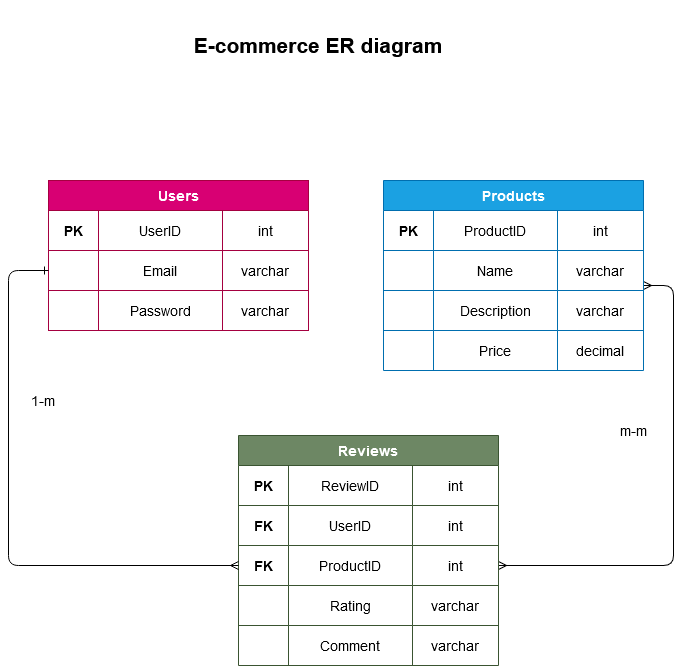 E-commerce ER diagram
Users
PK UserID int
Email varchar
Password varchar
Products
PK ProductID int
Name varchar
Description varchar
Price decimal
1-m
m-m
Reviews
PK ReviewID int
FK UserID int
FK ProductID int
Rating varchar
Comment varchar